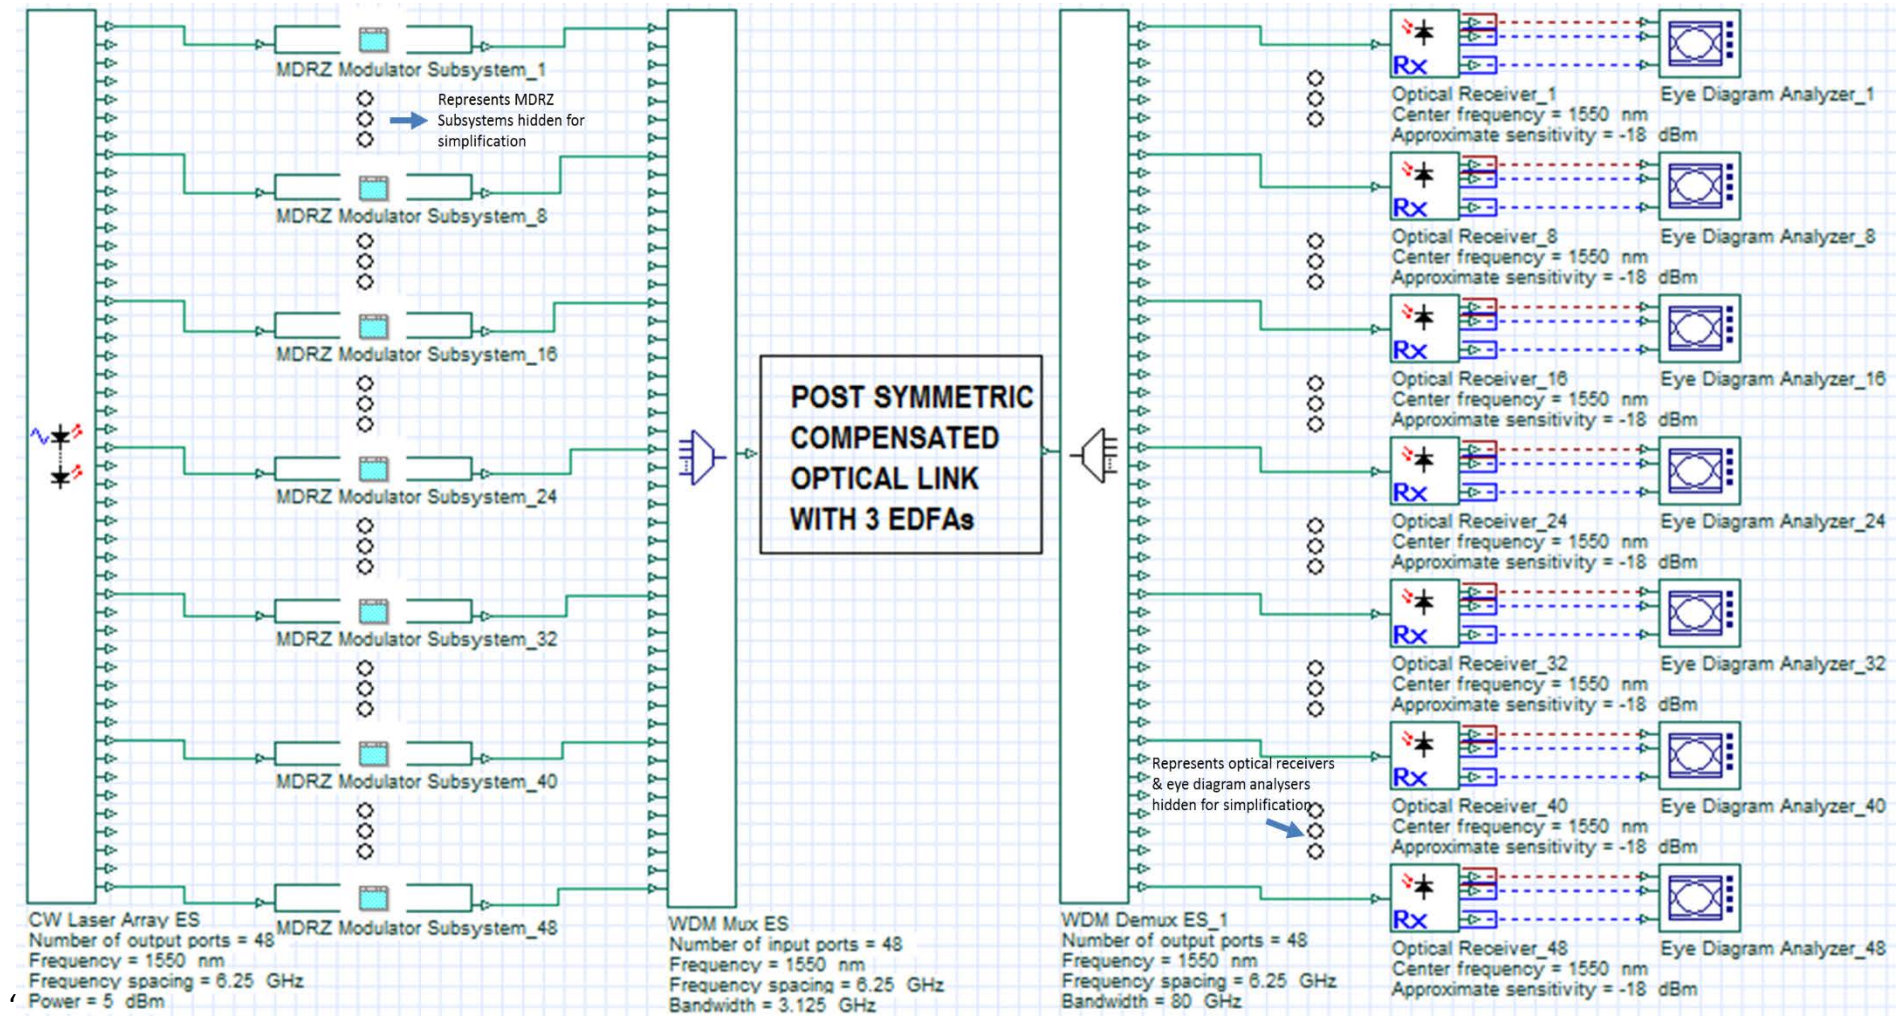 MDRZ Modulator Subsystem_1
Represents MDRZ
Subsystems hidden for
simplification
MDRZ Modulator Subsystem_8
MDRZ Modulator Subsystem_16
MDRZ Modulator Subsystem_24
MDRZ Modulator Subsystem_32
MDRZ Modulator Subsystem_40
MDRZ Modulator Subsystem_48
CW Laser Array ES
Number of output ports = 48
Frequency = 1550 nm
Frequency spacing = 6.25 GHz
Power = 5 dBm
WDM Mux ES
Number of input ports = 48
Frequency = 1550 nm
Frequency spacing = 6.25 GHz
Bandwidth = 3.125 GHz
POST SYMMETRIC
COMPENSATED
OPTICAL LINK
WITH 3 EDFAs
WDM Demux ES_1
Number of output ports = 48
Frequency = 1550 nm
Frequency spacing = 6.25 GHz
Bandwidth = 80 GHz
Represents optical receivers
& eye diagram analysers
hidden for simplification
Rx
Optical Receiver_1
Center frequency = 1550 nm
Approximate sensitivity = -18 dBm
Eye Diagram Analyzer_1
Rx
Optical Receiver_8
Center frequency = 1550 nm
Approximate sensitivity = -18 dBm
Eye Diagram Analyzer_8
Rx
Optical Receiver_16
Center frequency = 1550 nm
Approximate sensitivity = -18 dBm
Eye Diagram Analyzer_16
Rx
Optical Receiver_24
Center frequency = 1550 nm
Approximate sensitivity = -18 dBm
Eye Diagram Analyzer_24
Rx
Optical Receiver_32
Center frequency = 1550 nm
Approximate sensitivity = -18 dBm
Eye Diagram Analyzer_32
Rx
Optical Receiver_40
Center frequency = 1550 nm
Approximate sensitivity = -18 dBm
Eye Diagram Analyzer_40
Rx
Optical Receiver_48
Center frequency = 1550 nm
Approximate sensitivity = -18 dBm
Eye Diagram Analyzer_48